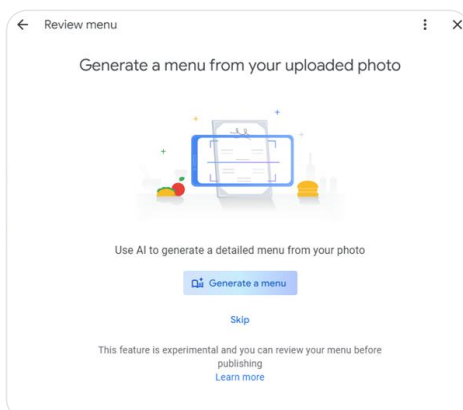 Review menu
Generate a menu from your uploaded photo
Use AI to generate a detailed menu from your photo
Generate a menu
Skip
This feature is experimental and you can review your menu before
publishing
Learn more